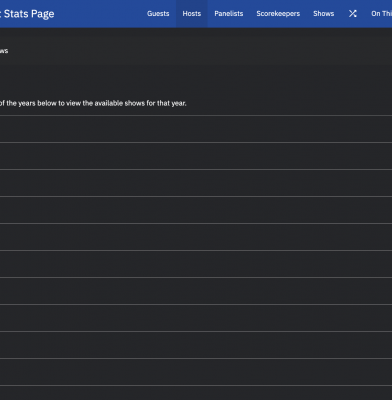 Stats Page Guests Hosts Panelists Scorekeepers Shows On Thi
ws
of the years below to view the available shows for that year.